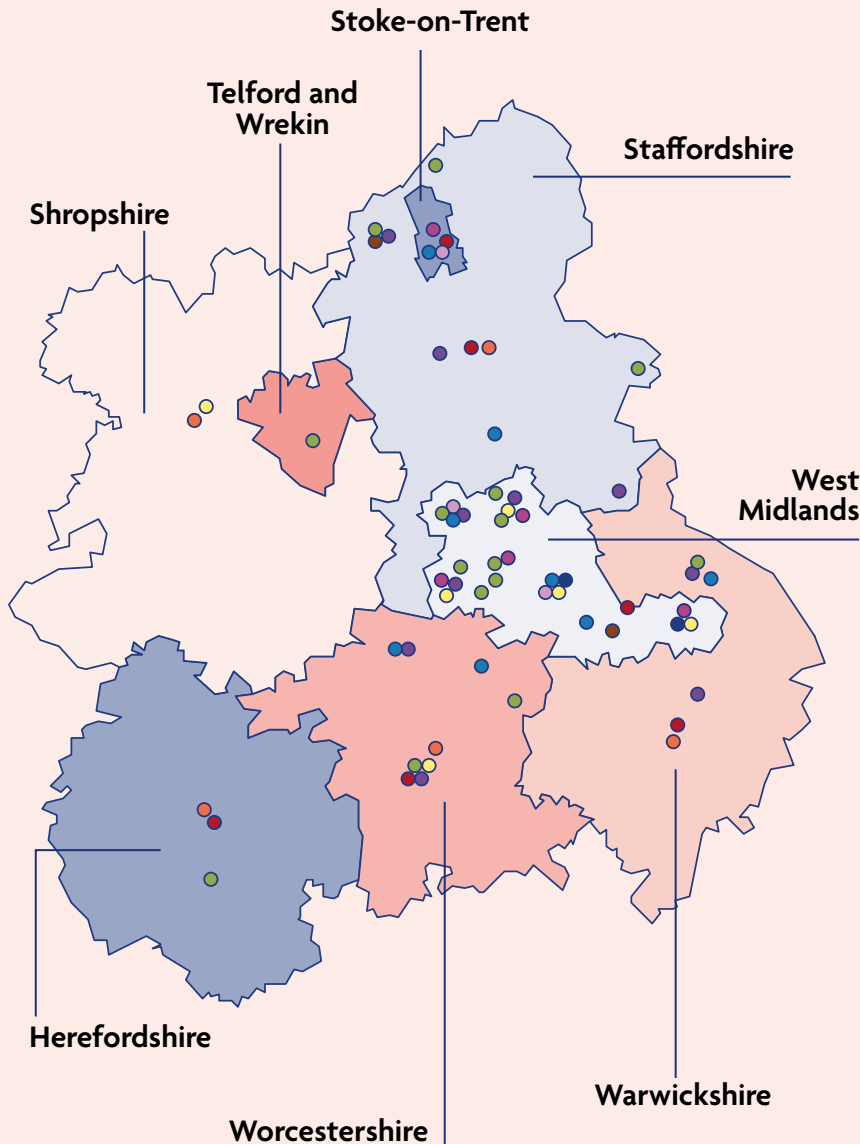 Stoke-on-Trent
Telford and
Wrekin
Staffordshire
Shropshire
West
Midlands
Herefordshire
Warwickshire
Worcestershire